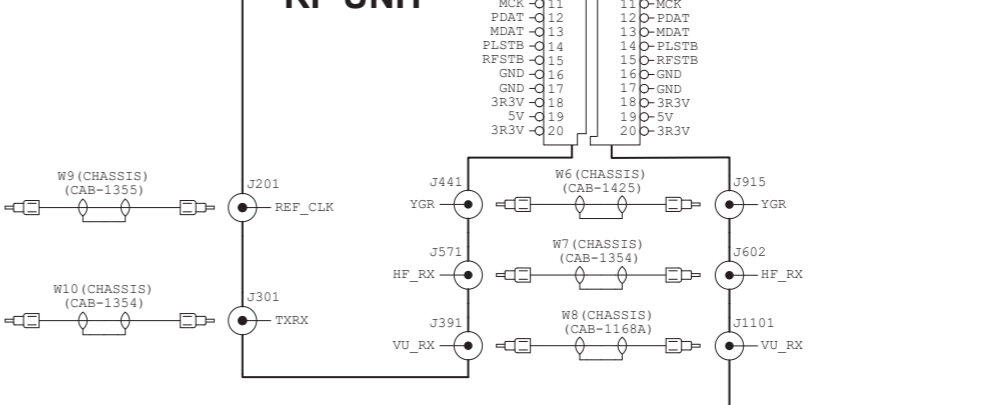 RF UNIT
MCK 11 11 MCK
PDAT 12 12 PDAT
MDAT 13 13 MDAT
PLSTB 14 14 PLSTB
RFSTB 15 15 RFSTB
GND 16 16 GND
GND 17 17 GND
3R3V 18 18 3R3V
5V 19 19 5V
3R3V 20 20 3R3V
W9(CHASSIS)
(CAB-1355)
J201
REF_CLK
W10(CHASSIS)
(CAB-1354)
J301
TXRX
J441
YGR
W6(CHASSIS)
(CAB-1425)
J915
YGR
J571
HF_RX
W7(CHASSIS)
(CAB-1354)
J602
HF_RX
J391
VU_RX
W8(CHASSIS)
(CAB-1168A)
J1101
VU_RX